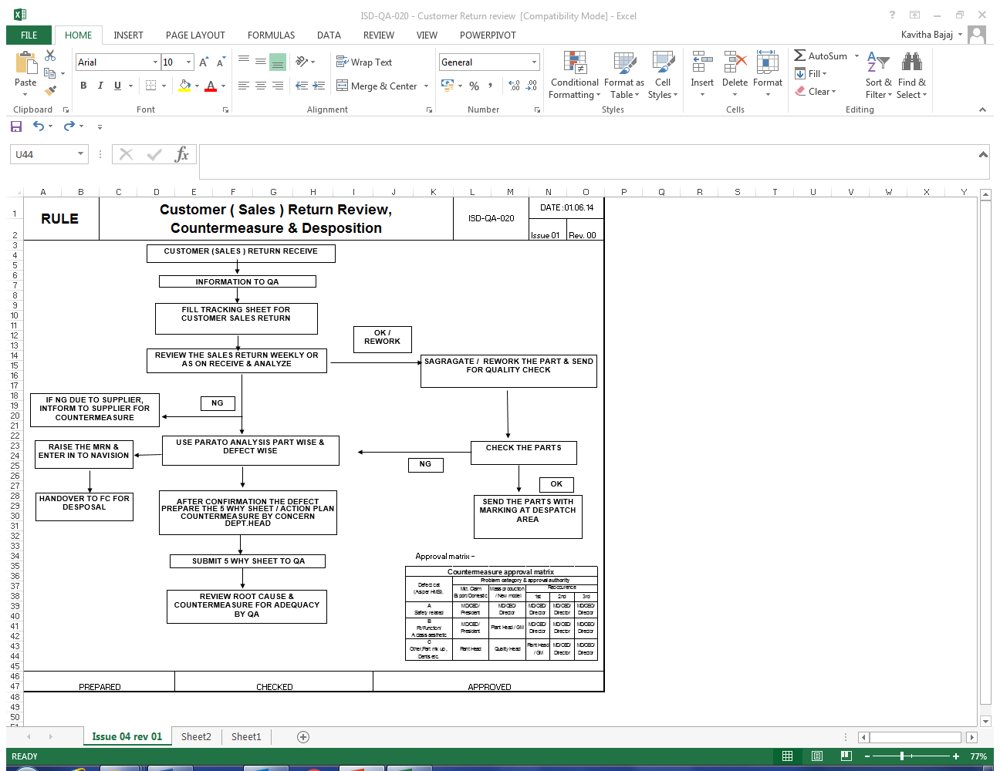 ISD-QA-020 - Customer Return review  [Compatibility Mode] - Excel
FILE HOME INSERT PAGE LAYOUT FORMULAS DATA REVIEW VIEW POWERPIVOT
Kavitha Bajaj
Paste
Arial 10
Wrap Text
General
B I U
Merge & Center
Conditional Formatting
Format as Table
Cell Styles
Insert Delete Format
AutoSum
Fill
Clear
Sort & Filter
Find & Select
Clipboard Font Alignment Number Styles Cells Editing
U44
fx
A B C D E F G H I J K L M N O P Q R S T U V W X Y
RULE
Customer ( Sales ) Return Review,
Countermeasure & Desposition
ISD-QA-020
DATE :01.06.14
Issue 01 Rev. 00
CUSTOMER (SALES ) RETURN RECEIVE
INFORMATION TO QA
FILL TRACKING SHEET FOR
CUSTOMER SALES RETURN
OK /
REWORK
REVIEW THE SALES RETURN WEEKLY OR
AS ON RECEIVE & ANALYZE
SAGRAGATE /  REWORK THE PART & SEND
FOR QUALITY CHECK
NG
IF NG DUE TO SUPPLIER,
INTFORM TO SUPPLIER FOR
COUNTERMEASURE
USE PARATO ANALYSIS PART WISE &
DEFECT WISE
RAISE THE MRN &
ENTER IN TO NAVISION
CHECK THE PARTS
NG
OK
HANDOVER TO FC FOR
DESPOSAL
AFTER CONFIRMATION THE DEFECT
PREPARE THE 5 WHY SHEET / ACTION PLAN
COUNTERMEASURE BY CONCERN
DEPT.HEAD
SEND THE PARTS WITH
MARKING AT DESPATCH
AREA
SUBMIT 5 WHY SHEET TO QA
REVIEW ROOT CAUSE &
COUNTERMEASURE FOR ADEQUACY
BY QA
Approval matrix -
Countermeasure approval matrix
Problem category & approval authority
Defect cat
(As per HMSI).
Mkt. Claim
Export/Domestic
Mass production
/ New model
Reoccurence
1st 2nd 3rd
A
Safety related
MD/CEO/
President
MD/CEO/
Director
MD/CEO/
Director
MD/CEO/
Director
MD/CEO/
Director
B
Fit/Function/
A class aesthetic
MD/CEO/
President
Plant Head / GM
MD/CEO/
Director
MD/CEO/
Director
MD/CEO/
Director
C
Other,Part mix up ,
Dents etc.
Plant Head
Quality Head
Plant Head
/ GM
MD/CEO/
Director
MD/CEO/
Director
PREPARED CHECKED APPROVED
1
2
3
4
5
6
7
8
9
10
11
12
13
14
15
16
17
18
19
20
21
22
23
24
25
26
27
28
29
30
31
32
33
34
35
36
37
38
39
40
41
42
43
44
45
46
47
48
49
50
Issue 04 rev 01 Sheet2 Sheet1
READY
77%